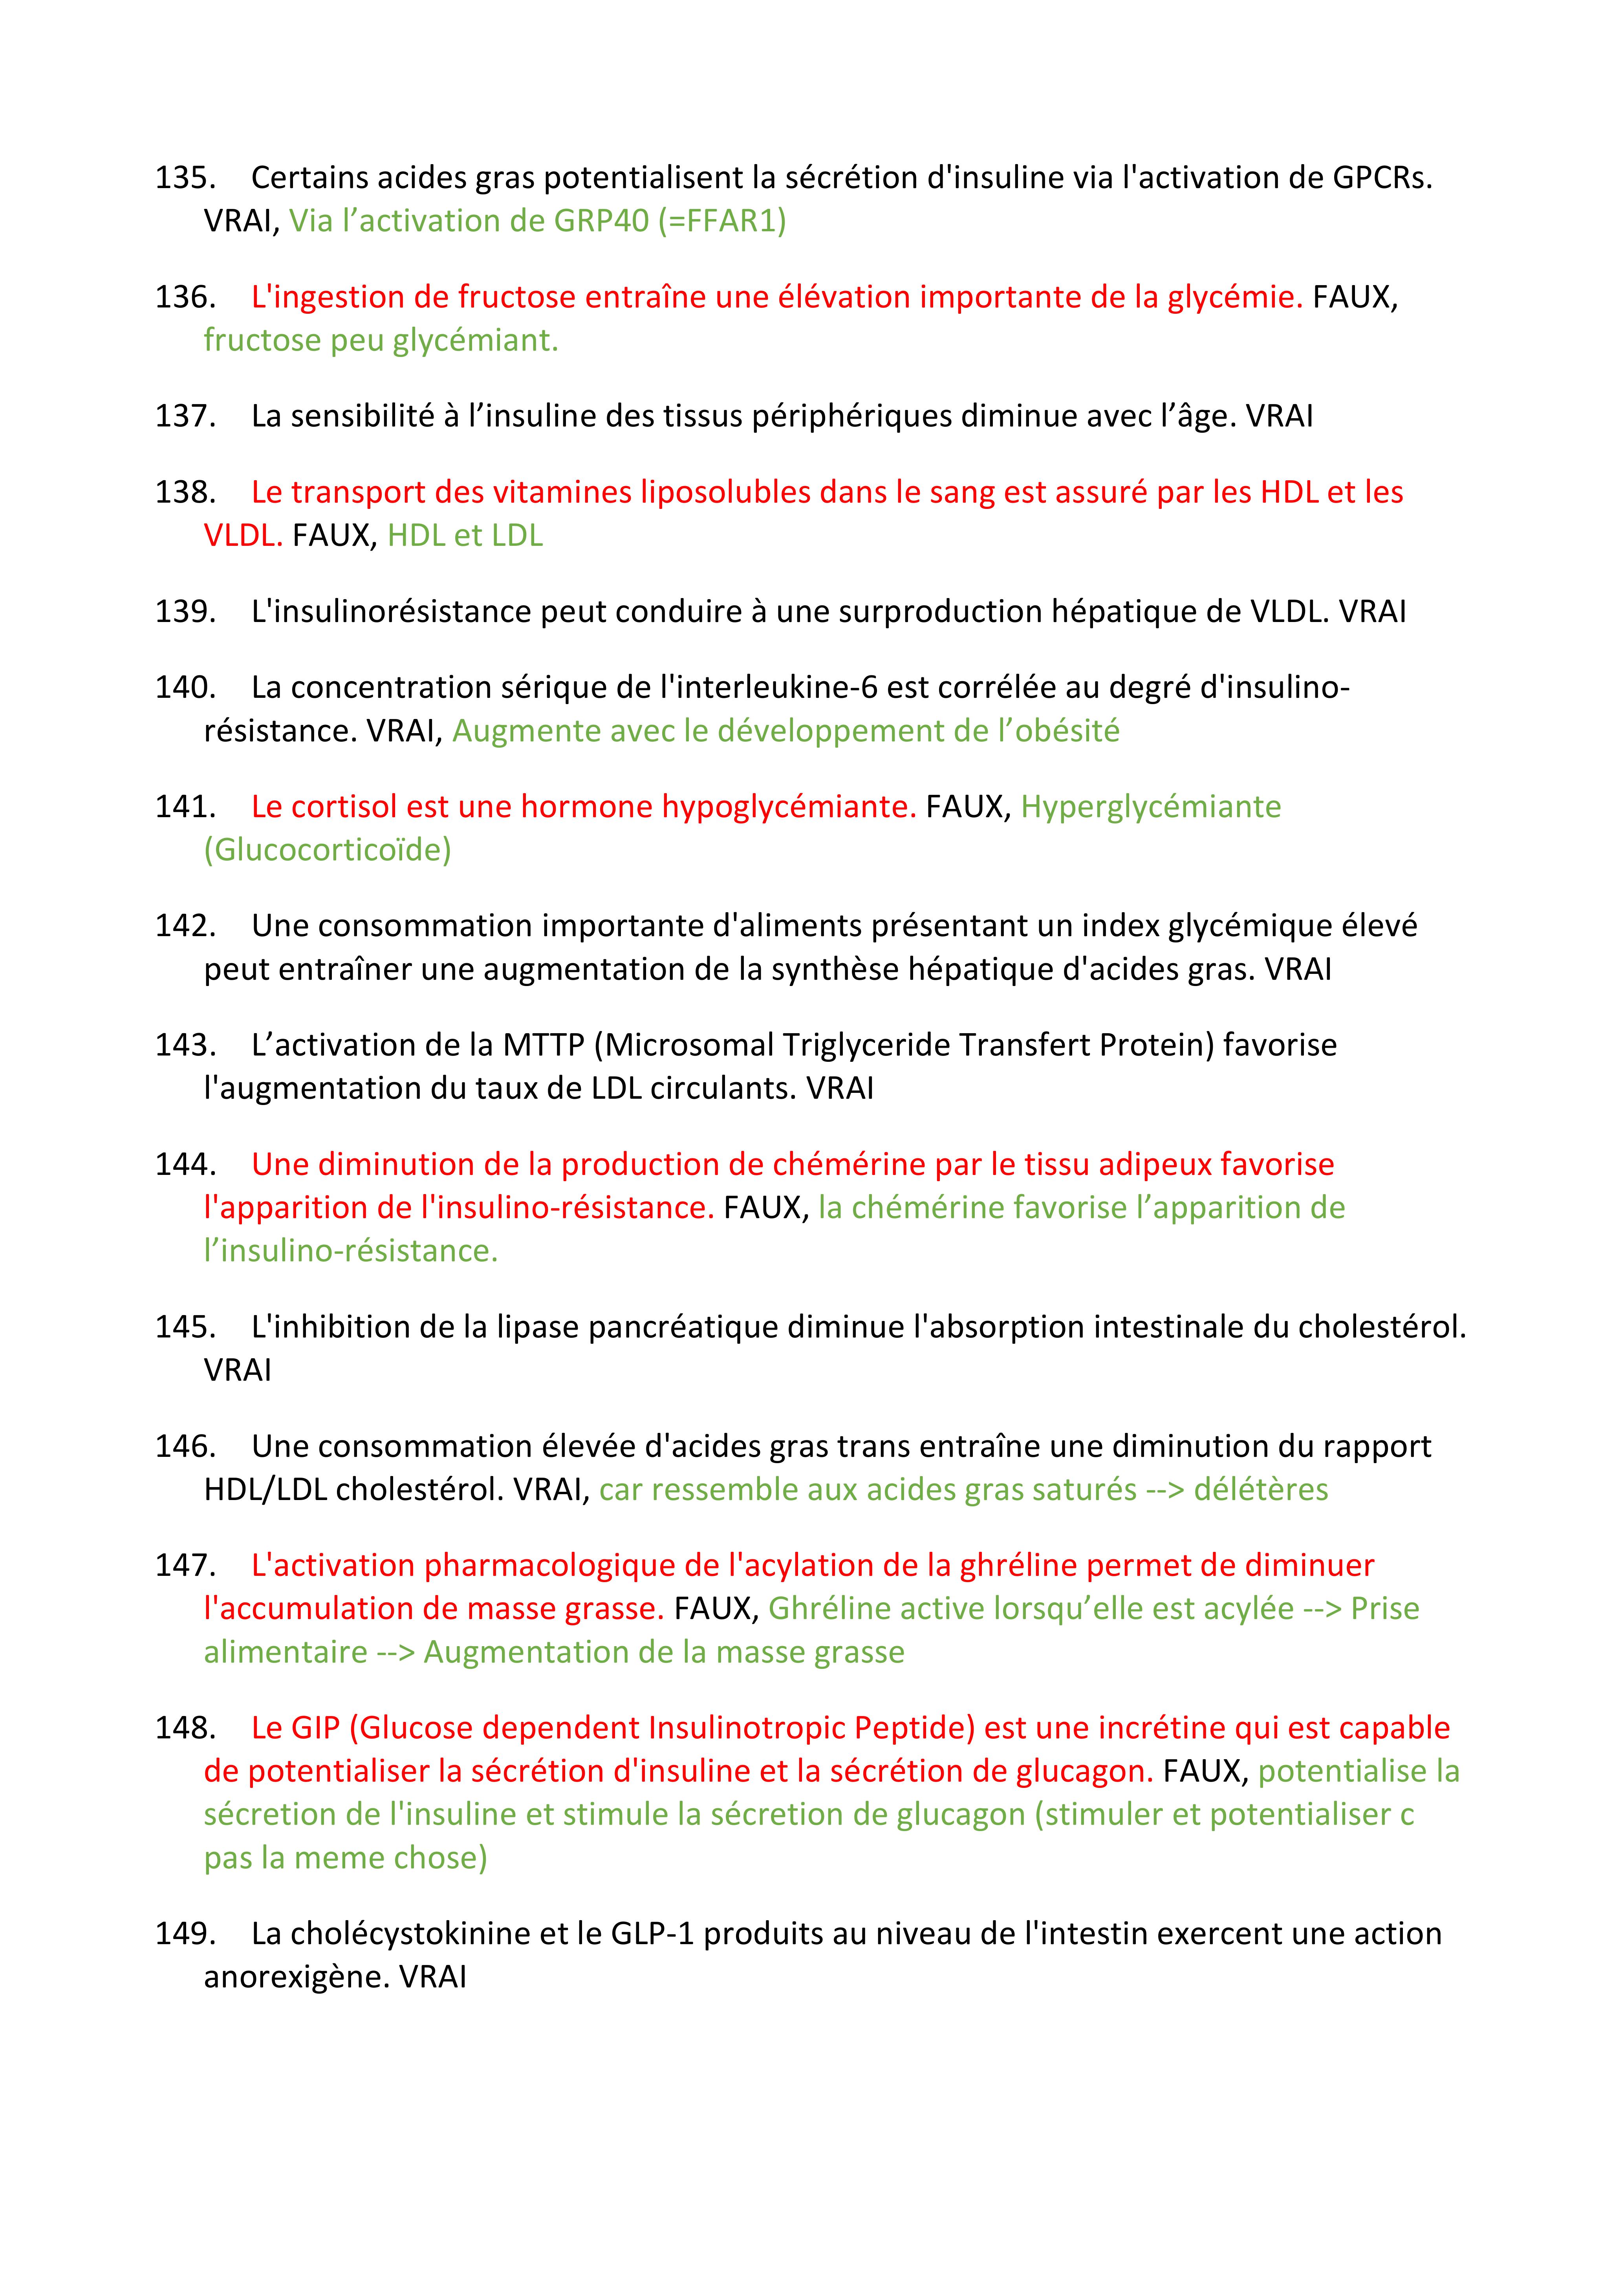 135. Certains acides gras potentialisent la sécrétion d'insuline via l'activation de GPCRs.
VRAI, Via l’activation de GRP40 (=FFAR1)
136. L'ingestion de fructose entraîne une élévation importante de la glycémie. FAUX,
fructose peu glycémiant.
137. La sensibilité à l’insuline des tissus périphériques diminue avec l’âge. VRAI
138. Le transport des vitamines liposolubles dans le sang est assuré par les HDL et les
VLDL. FAUX, HDL et LDL
139. L'insulinorésistance peut conduire à une surproduction hépatique de VLDL. VRAI
140. La concentration sérique de l'interleukine-6 est corrélée au degré d'insulino-
résistance. VRAI, Augmente avec le développement de l’obésité
141. Le cortisol est une hormone hypoglycémiante. FAUX, Hyperglycémiante
(Glucocorticoïde)
142. Une consommation importante d'aliments présentant un index glycémique élevé
peut entraîner une augmentation de la synthèse hépatique d'acides gras. VRAI
143. L’activation de la MTTP (Microsomal Triglyceride Transfert Protein) favorise
l'augmentation du taux de LDL circulants. VRAI
144. Une diminution de la production de chémérine par le tissu adipeux favorise
l'apparition de l'insulino-résistance. FAUX, la chémérine favorise l’apparition de
l’insulino-résistance.
145. L'inhibition de la lipase pancréatique diminue l'absorption intestinale du cholestérol.
VRAI
146. Une consommation élevée d'acides gras trans entraîne une diminution du rapport
HDL/LDL cholestérol. VRAI, car ressemble aux acides gras saturés --> délétères
147. L'activation pharmacologique de l'acylation de la ghréline permet de diminuer
l'accumulation de masse grasse. FAUX, Ghréline active lorsqu’elle est acylée --> Prise
alimentaire --> Augmentation de la masse grasse
148. Le GIP (Glucose dependent Insulinotropic Peptide) est une incrétine qui est capable
de potentialiser la sécrétion d'insuline et la sécrétion de glucagon. FAUX, potentialise la
sécretion de l'insuline et stimule la sécretion de glucagon (stimuler et potentialiser c
pas la meme chose)
149. La cholécystokinine et le GLP-1 produits au niveau de l'intestin exercent une action
anorexigène. VRAI